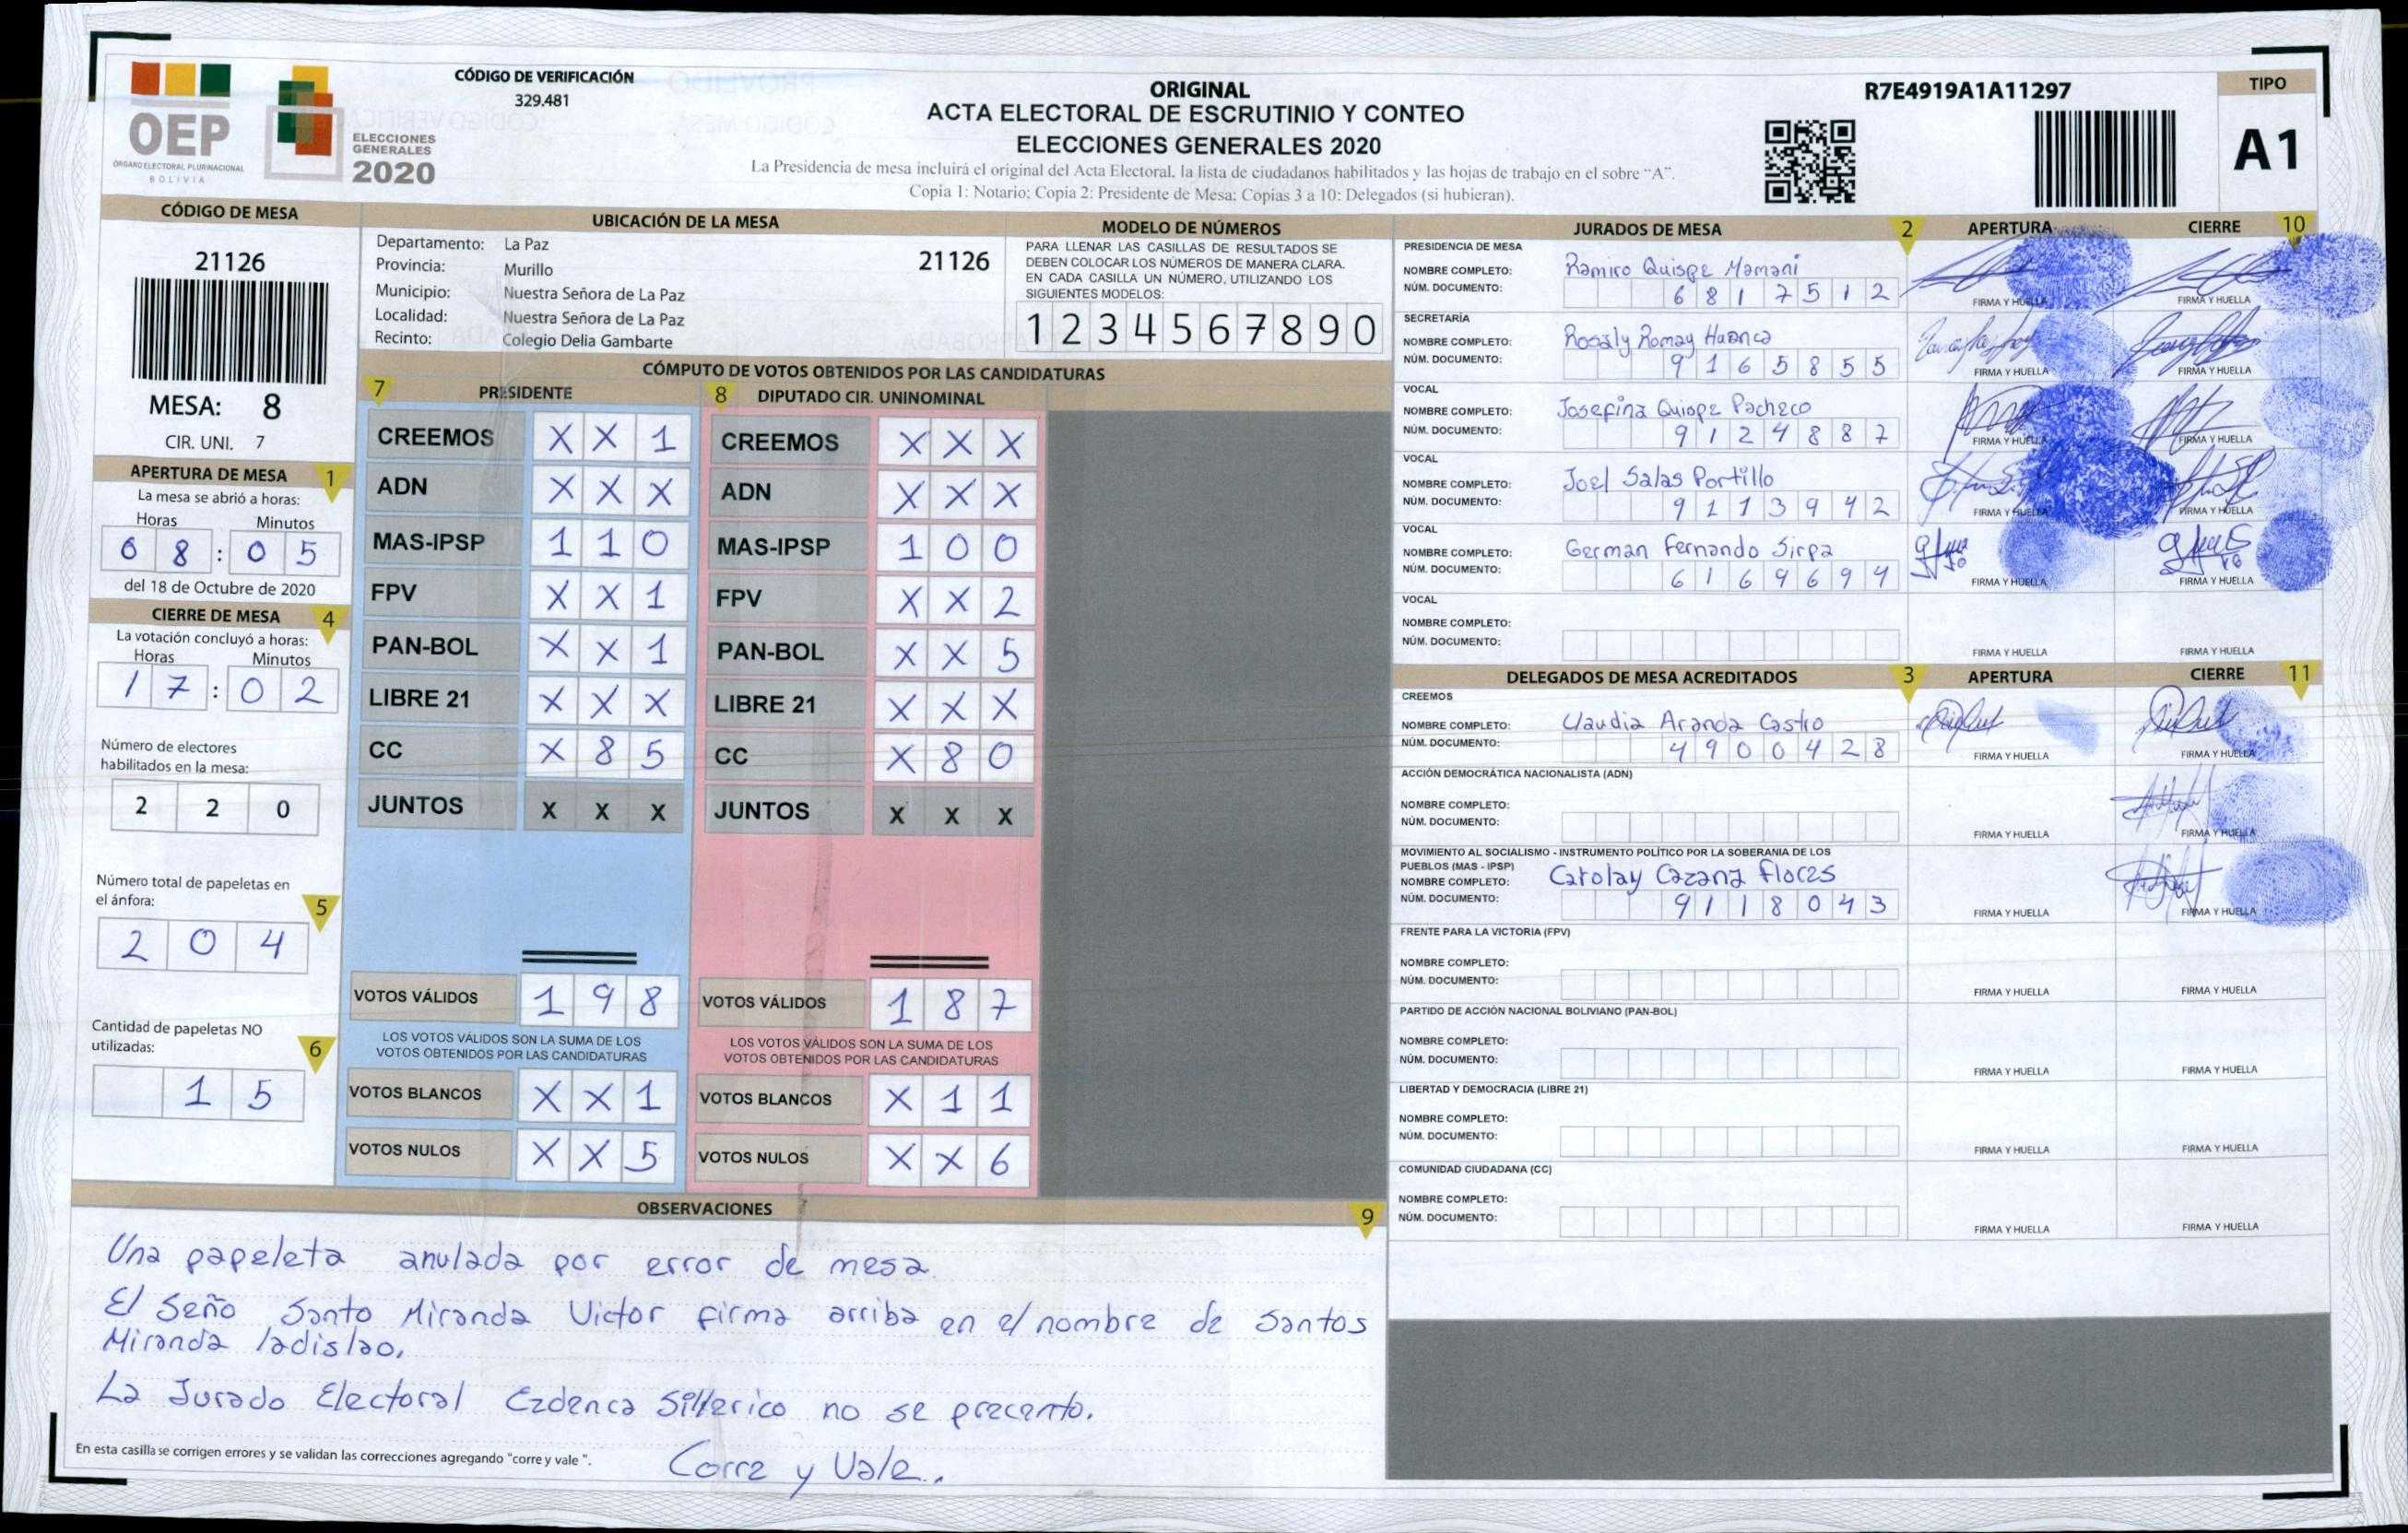 OEP
ÓRGANO ELECTORAL PLURINACIONAL
BOLIVIA
ELECCIONES
GENERALES
2020
CÓDIGO DE VERIFICACIÓN
329.481
ORIGINAL
ACTA ELECTORAL DE ESCRUTINIO Y CONTEO
ELECCIONES GENERALES 2020
La Presidencia de mesa incluirá el original del Acta Electoral, la lista de ciudadanos habilitados y las hojas de trabajo en el sobre "A".
Copia 1: Notario; Copia 2: Presidente de Mesa; Copias 3 a 10: Delegados (si hubieran).
R7E4919A1A11297
TIPO
A1
CÓDIGO DE MESA
21126
MESA: 8
CIR. UNI. 7
APERTURA DE MESA 1
La mesa se abrió a horas:
Horas Minutos
0 8 : 0 5
del 18 de Octubre de 2020
CIERRE DE MESA 4
La votación concluyó a horas:
Horas Minutos
1 7 : 0 2
Número de electores
habilitados en la mesa:
2 2 0
Número total de papeletas en
el ánfora: 5
2 0 4
Cantidad de papeletas NO
utilizadas: 6
1 5
UBICACIÓN DE LA MESA
Departamento: La Paz 21126
Provincia: Murillo
Municipio: Nuestra Señora de La Paz
Localidad: Nuestra Señora de La Paz
Recinto: Colegio Delia Gambarte
MODELO DE NÚMEROS
PARA LLENAR LAS CASILLAS DE RESULTADOS SE
DEBEN COLOCAR LOS NÚMEROS DE MANERA CLARA.
EN CADA CASILLA UN NÚMERO, UTILIZANDO LOS
SIGUIENTES MODELOS:
1 2 3 4 5 6 7 8 9 0
CÓMPUTO DE VOTOS OBTENIDOS POR LAS CANDIDATURAS
7 PRESIDENTE
CREEMOS X X 1
ADN X X X
MAS-IPSP 1 1 0
FPV X X 1
PAN-BOL X X 1
LIBRE 21 X X X
CC X 8 5
JUNTOS X X X
VOTOS VÁLIDOS 1 9 8
LOS VOTOS VÁLIDOS SON LA SUMA DE LOS
VOTOS OBTENIDOS POR LAS CANDIDATURAS
VOTOS BLANCOS X X 1
VOTOS NULOS X X 5
8 DIPUTADO CIR. UNINOMINAL
CREEMOS X X X
ADN X X X
MAS-IPSP 1 0 0
FPV X X 2
PAN-BOL X X 5
LIBRE 21 X X X
CC X 8 0
JUNTOS X X X
VOTOS VÁLIDOS 1 8 7
LOS VOTOS VÁLIDOS SON LA SUMA DE LOS
VOTOS OBTENIDOS POR LAS CANDIDATURAS
VOTOS BLANCOS X 1 1
VOTOS NULOS X X 6
OBSERVACIONES 9
Una papeleta anulada por error de mesa.
El Seño Santo Miranda Victor firma arriba en el nombre de Santos
Miranda ladislao.
La Jurado Electoral Ezdenca Sillerico no se precento.
Corre y Vale.
En esta casilla se corrigen errores y se validan las correcciones agregando "corre y vale ".
JURADOS DE MESA 2 APERTURA CIERRE 10
PRESIDENCIA DE MESA
NOMBRE COMPLETO: Ramiro Quispe Mamani
NÚM. DOCUMENTO: 6 8 1 7 5 1 2
FIRMA Y HUELLA FIRMA Y HUELLA
SECRETARÍA
NOMBRE COMPLETO: Rosaly Romay Huanca
NÚM. DOCUMENTO: 9 1 6 5 8 5 5
FIRMA Y HUELLA FIRMA Y HUELLA
VOCAL
NOMBRE COMPLETO: Josefina Quispe Pacheco
NÚM. DOCUMENTO: 9 1 2 4 8 8 7
FIRMA Y HUELLA FIRMA Y HUELLA
VOCAL
NOMBRE COMPLETO: Joel Salas Portillo
NÚM. DOCUMENTO: 9 1 1 3 9 4 2
FIRMA Y HUELLA FIRMA Y HUELLA
VOCAL
NOMBRE COMPLETO: German Fernando Sirpa
NÚM. DOCUMENTO: 6 1 6 9 6 9 4
FIRMA Y HUELLA FIRMA Y HUELLA
VOCAL
NOMBRE COMPLETO:
NÚM. DOCUMENTO:
FIRMA Y HUELLA FIRMA Y HUELLA
DELEGADOS DE MESA ACREDITADOS 3 APERTURA CIERRE 11
CREEMOS
NOMBRE COMPLETO: Claudia Aranda Castro
NÚM. DOCUMENTO: 4 9 0 0 4 2 8
FIRMA Y HUELLA FIRMA Y HUELLA
ACCIÓN DEMOCRÁTICA NACIONALISTA (ADN)
NOMBRE COMPLETO:
NÚM. DOCUMENTO:
FIRMA Y HUELLA FIRMA Y HUELLA
MOVIMIENTO AL SOCIALISMO - INSTRUMENTO POLÍTICO POR LA SOBERANIA DE LOS
PUEBLOS (MAS - IPSP)
NOMBRE COMPLETO: Carolay Cazana Flores
NÚM. DOCUMENTO: 9 1 1 8 0 4 3
FIRMA Y HUELLA FIRMA Y HUELLA
FRENTE PARA LA VICTORIA (FPV)
NOMBRE COMPLETO:
NÚM. DOCUMENTO:
FIRMA Y HUELLA FIRMA Y HUELLA
PARTIDO DE ACCIÓN NACIONAL BOLIVIANO (PAN-BOL)
NOMBRE COMPLETO:
NÚM. DOCUMENTO:
FIRMA Y HUELLA FIRMA Y HUELLA
LIBERTAD Y DEMOCRACIA (LIBRE 21)
NOMBRE COMPLETO:
NÚM. DOCUMENTO:
FIRMA Y HUELLA FIRMA Y HUELLA
COMUNIDAD CIUDADANA (CC)
NOMBRE COMPLETO:
NÚM. DOCUMENTO:
FIRMA Y HUELLA FIRMA Y HUELLA